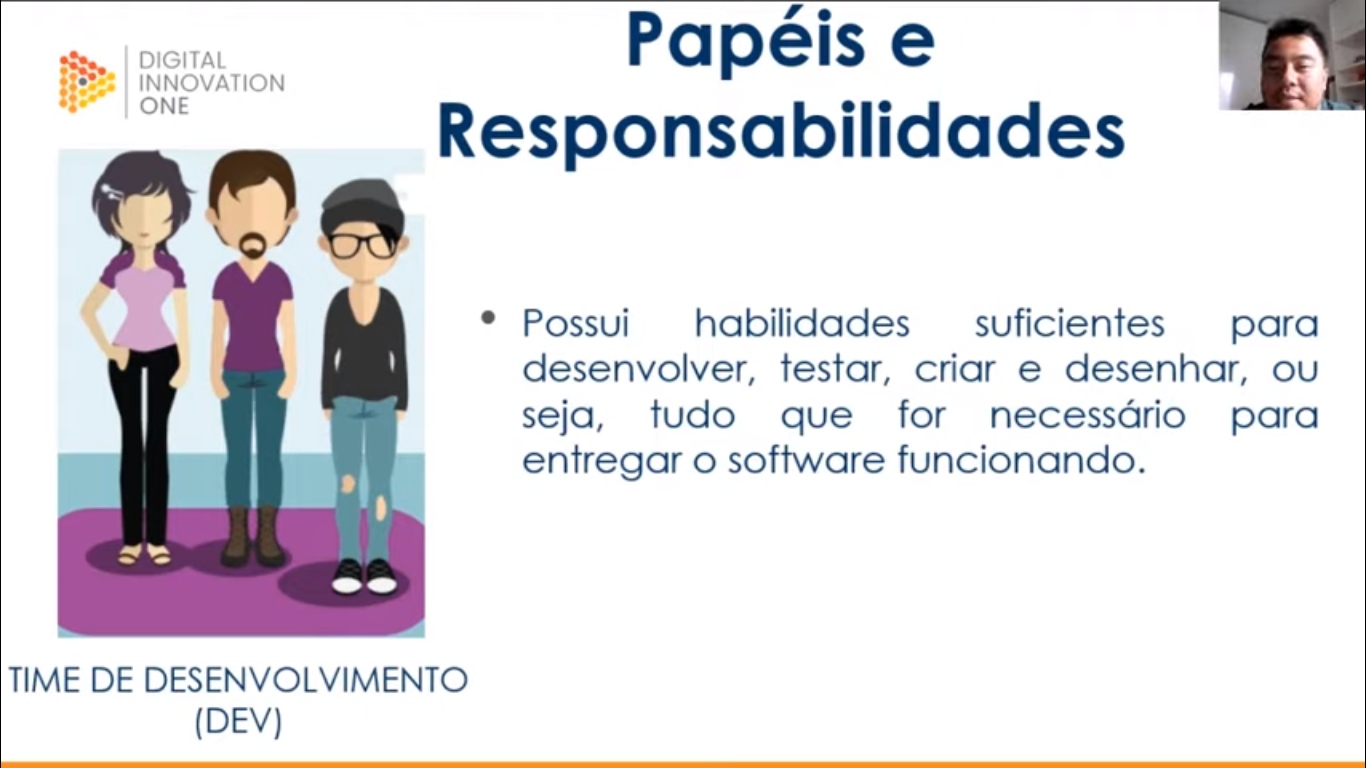 Papéis e
Responsabilidades
DIGITAL
INNOVATION
ONE
• Possui habilidades suficientes para
desenvolver, testar, criar e desenhar, ou
seja, tudo que for necessário para
entregar o software funcionando.
TIME DE DESENVOLVIMENTO
(DEV)